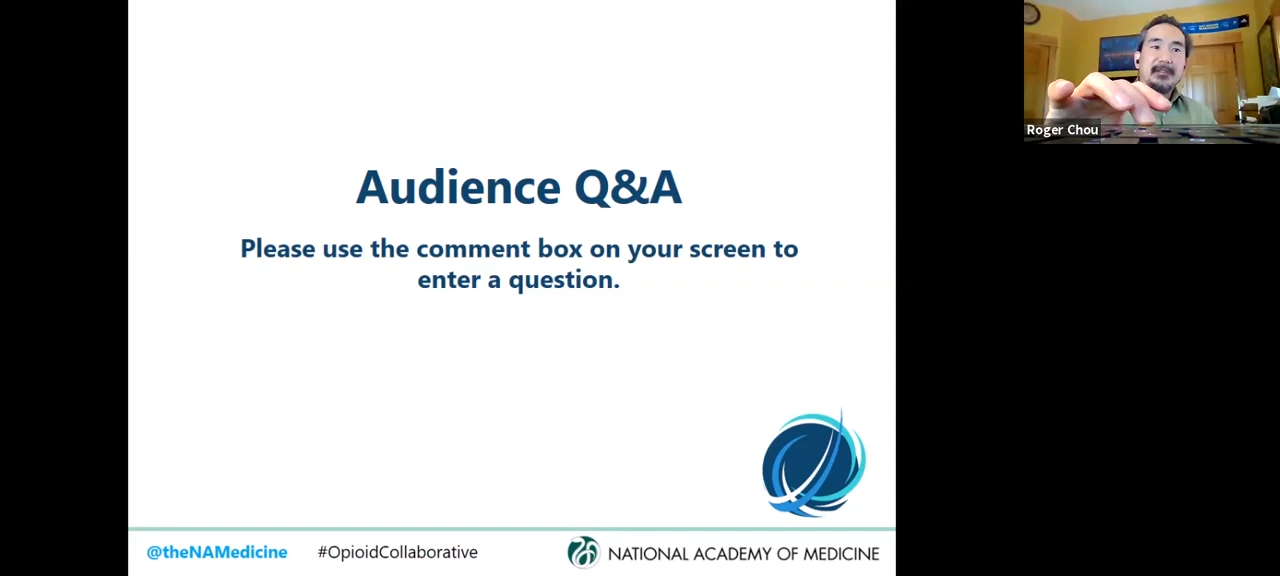 Audience Q&A
Please use the comment box on your screen to
enter a question.
Roger Chou
@theNAMedicine #OpioidCollaborative NATIONAL ACADEMY OF MEDICINE